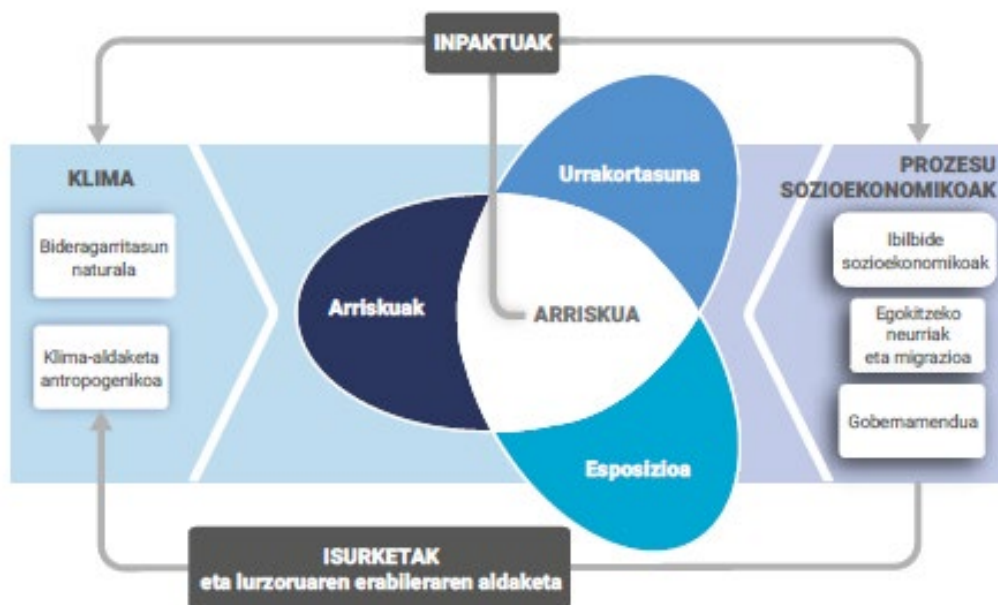 INPAKTUAK
KLIMA
Bideragarritasun
naturala
Klima-aldaketa
antropogenikoa
Urrakortasuna
Arriskuak
ARRISKUA
Esposizioa
PROZESU
SOZIOEKONOMIKOAK
Ibilbide
sozioekonomikoak
Egokitzeko
neurriak
eta migrazioa
Gobernamendua
ISURKETAK
eta lurzoruaren erabileraren aldaketa